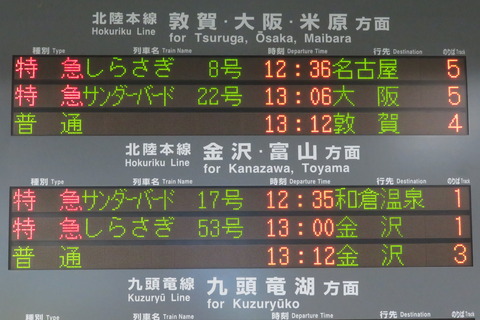 北陸本線 敦賀・大阪・米原 方面
Hokuriku Line for Tsuruga, Ōsaka, Maibara
種別 Type 列車名 Train Name 時刻 Departure Time 行先 Destination のりば Track
特急 しらさぎ 8号 12:36 名古屋 5
特急 サンダーバード 22号 13:06 大阪 5
普通 13:12 敦賀 4
北陸本線 金沢・富山 方面
Hokuriku Line for Kanazawa, Toyama
種別 Type 列車名 Train Name 時刻 Departure Time 行先 Destination のりば Track
特急 サンダーバード 17号 12:35 和倉温泉 1
特急 しらさぎ 53号 13:00 金沢 1
普通 13:12 金沢 3
九頭竜線 九頭竜湖 方面
Kuzuryū Line for Kuzuryūko
種別 Type 列車名 Train Name 時刻 Departure Time 行先 Destination のりば Track